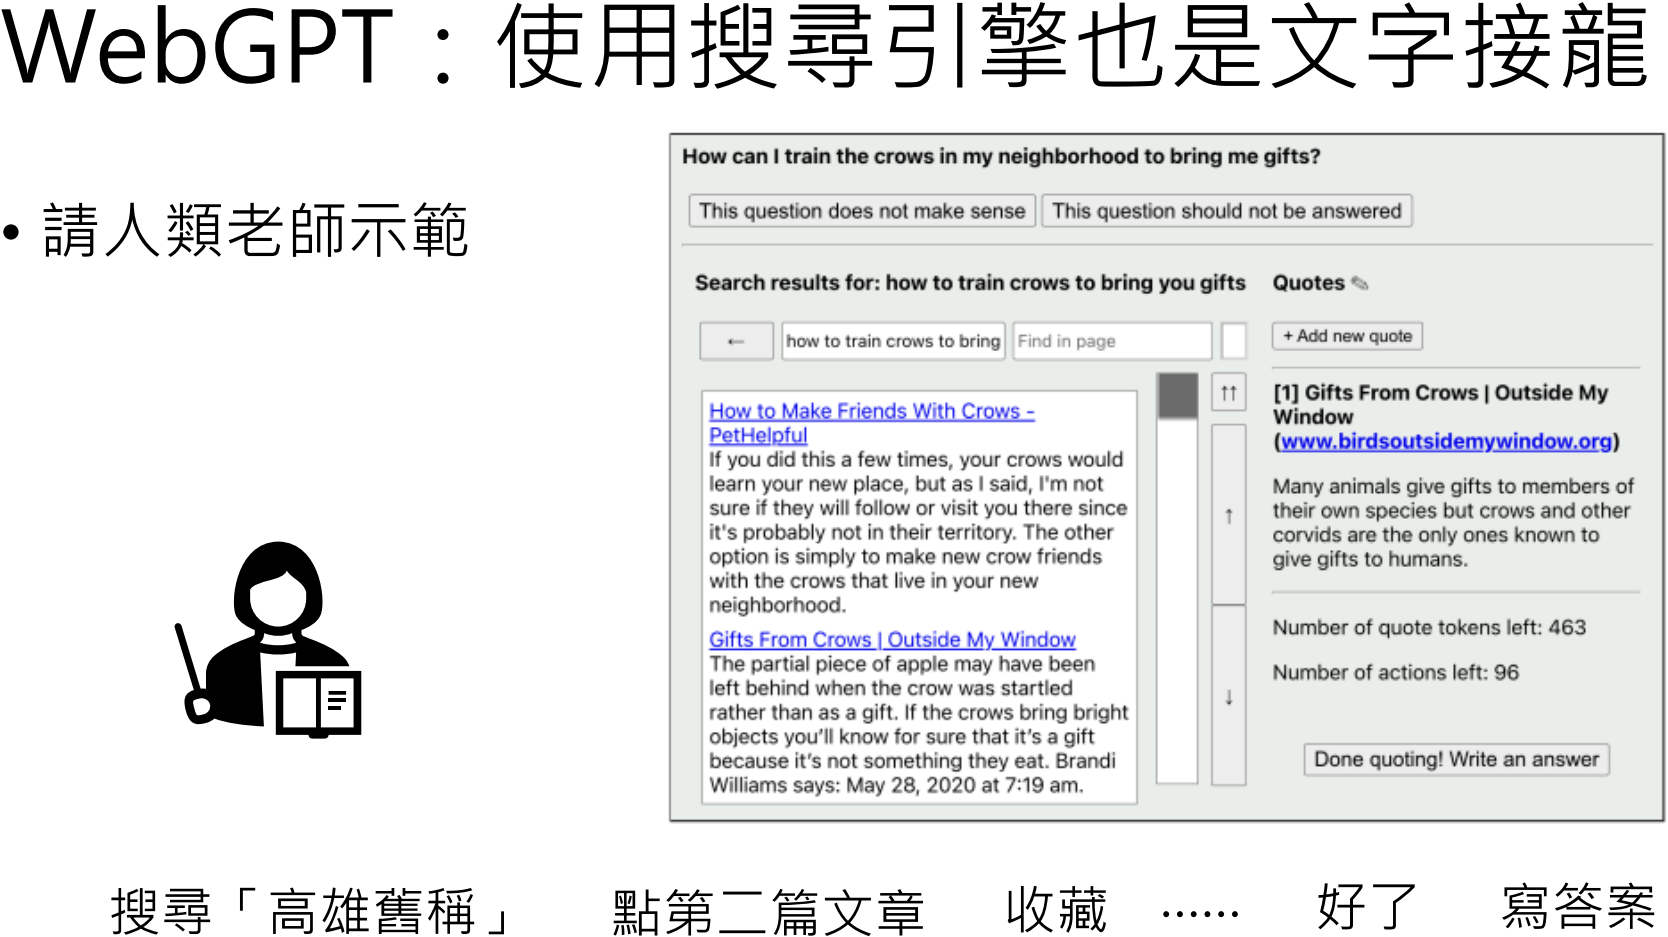 WebGPT：使用搜尋引擎也是文字接龍
• 請人類老師示範
How can I train the crows in my neighborhood to bring me gifts?
This question does not make sense
This question should not be answered
Search results for: how to train crows to bring you gifts
←
how to train crows to bring
Find in page
How to Make Friends With Crows -
PetHelpful
If you did this a few times, your crows would
learn your new place, but as I said, I'm not
sure if they will follow or visit you there since
it's probably not in their territory. The other
option is simply to make new crow friends
with the crows that live in your new
neighborhood.
Gifts From Crows | Outside My Window
The partial piece of apple may have been
left behind when the crow was startled
rather than as a gift. If the crows bring bright
objects you'll know for sure that it's a gift
because it's not something they eat. Brandi
Williams says: May 28, 2020 at 7:19 am.
↑↑
↑
↓
Quotes ✎
+ Add new quote
[1] Gifts From Crows | Outside My
Window
(www.birdsoutsidemywindow.org)
Many animals give gifts to members of
their own species but crows and other
corvids are the only ones known to
give gifts to humans.
Number of quote tokens left: 463
Number of actions left: 96
Done quoting! Write an answer
搜尋「高雄舊稱」
點第二篇文章
收藏
……
好了
寫答案